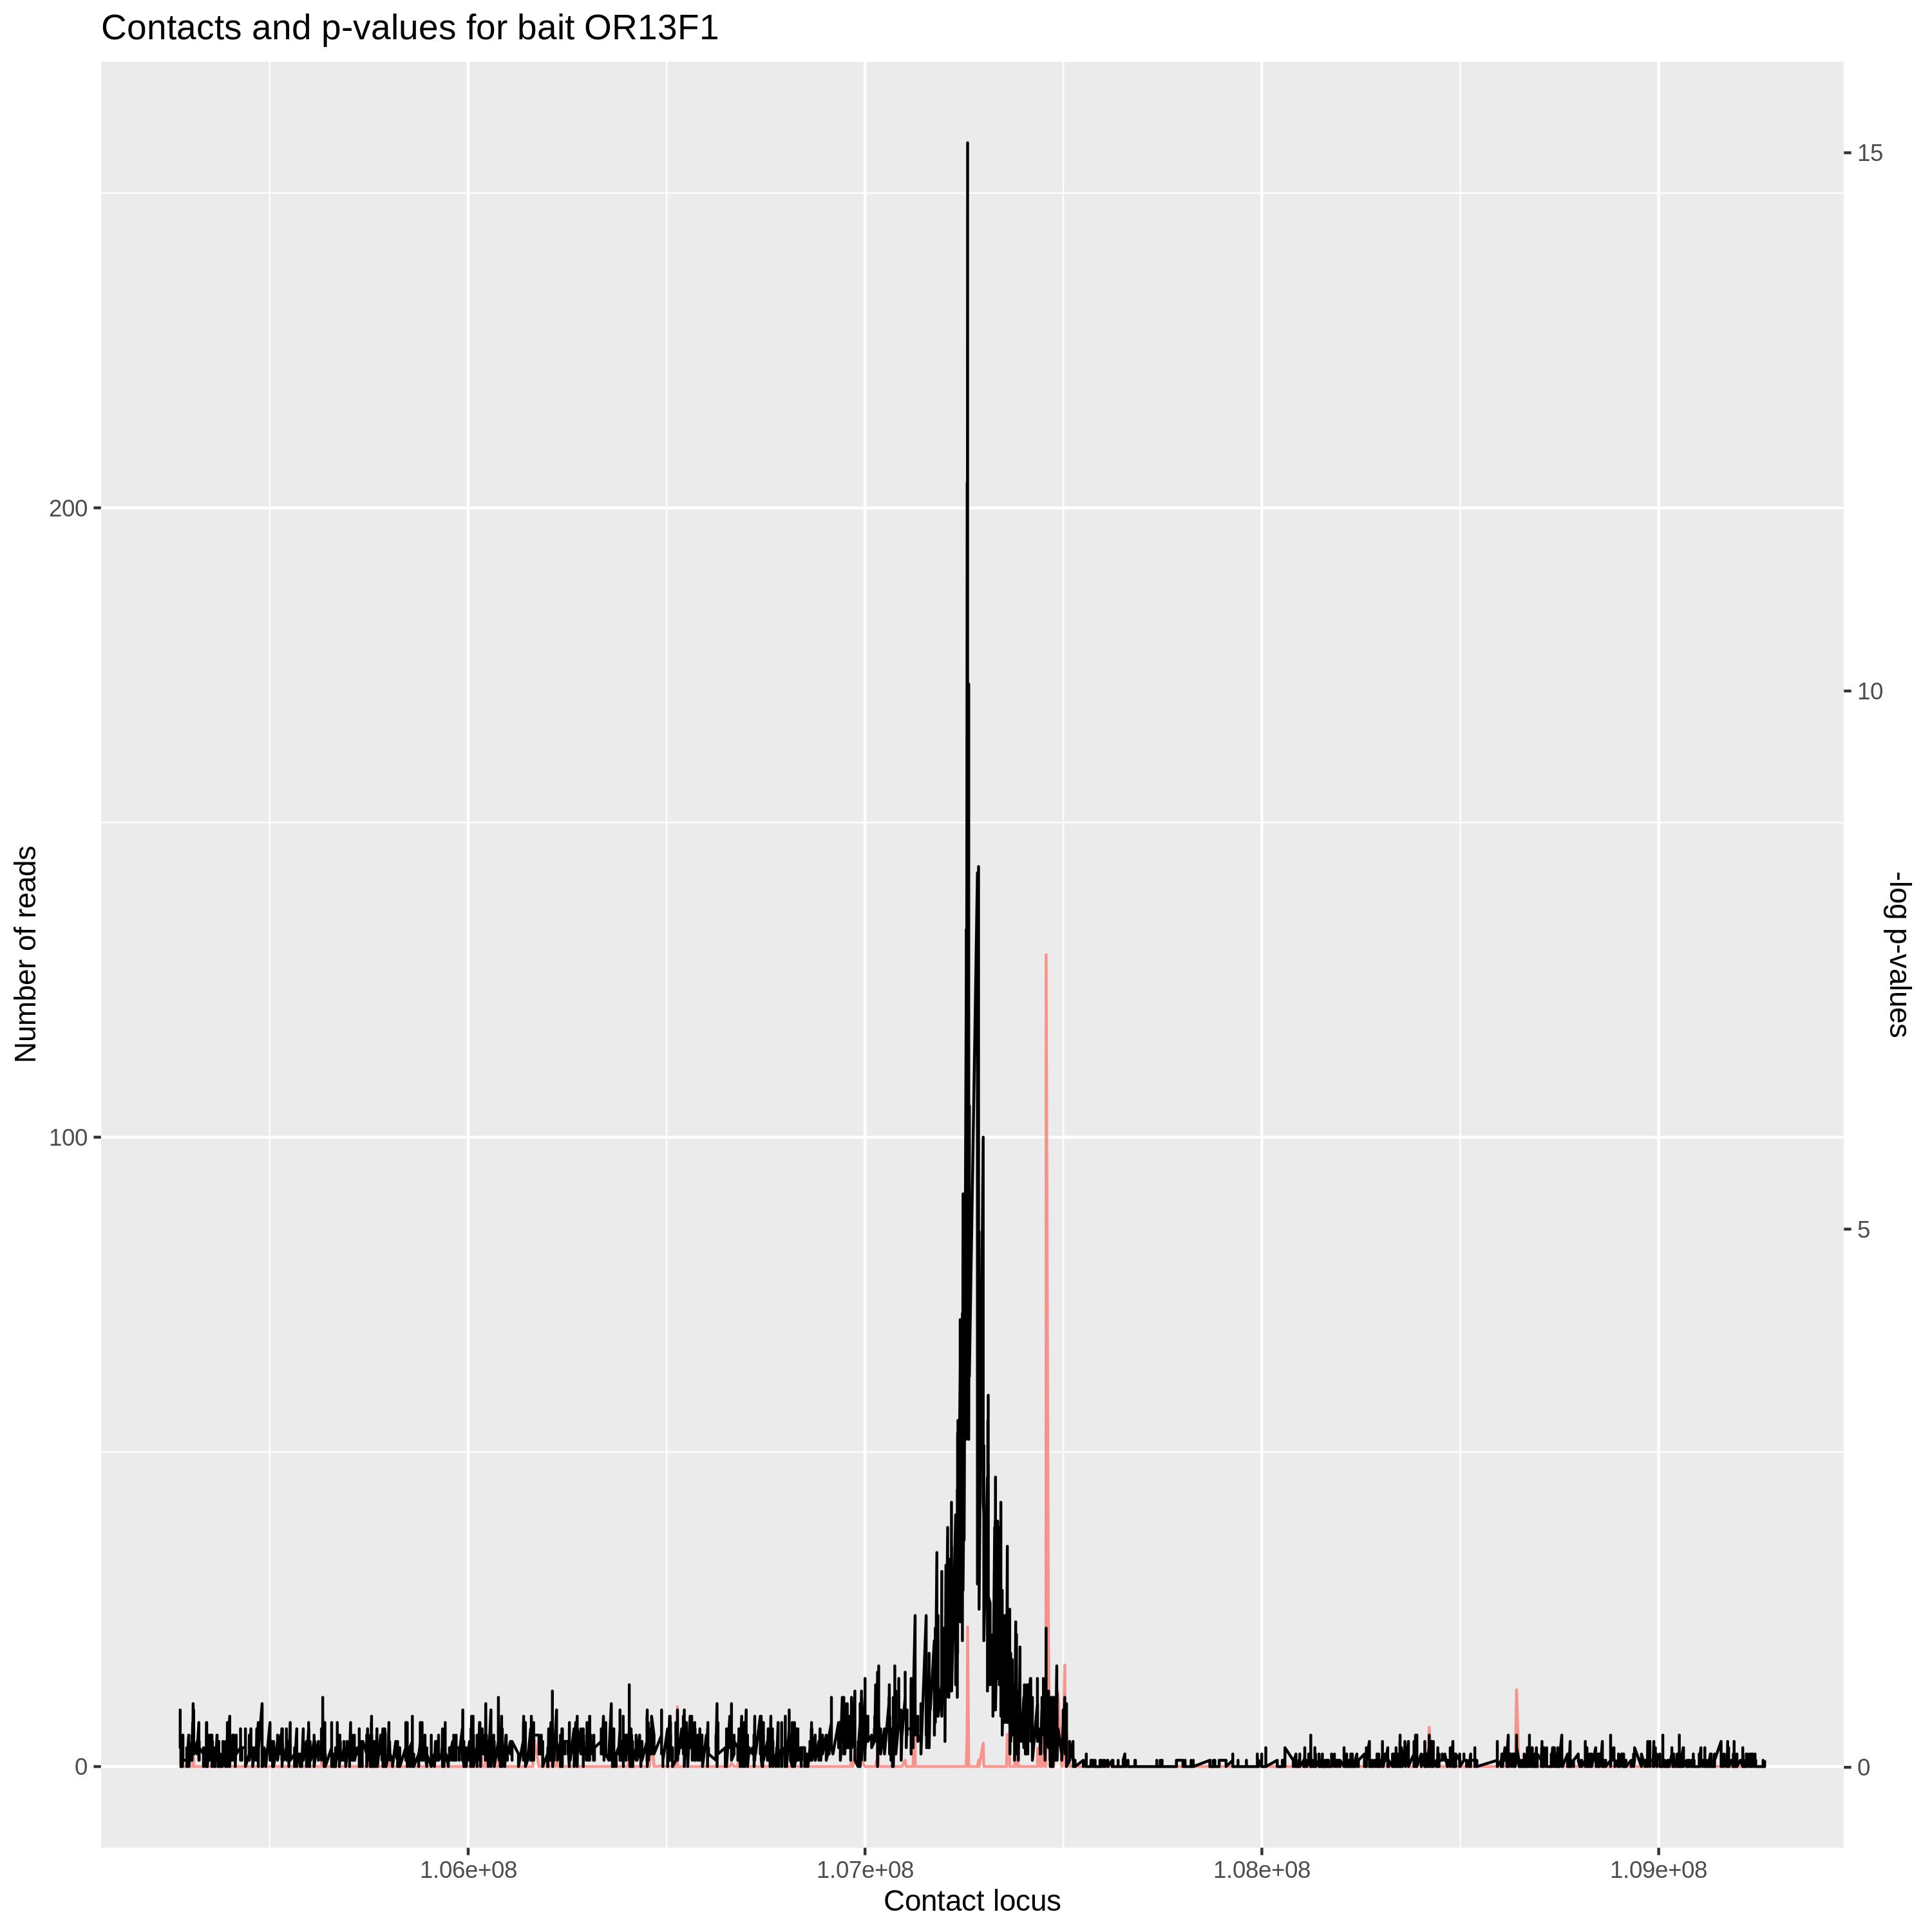 Contacts and p-values for bait OR13F1
Number of reads
200
100
0
15
10
5
0
-log p-values
1.06e+08
1.07e+08
1.08e+08
1.09e+08
Contact locus